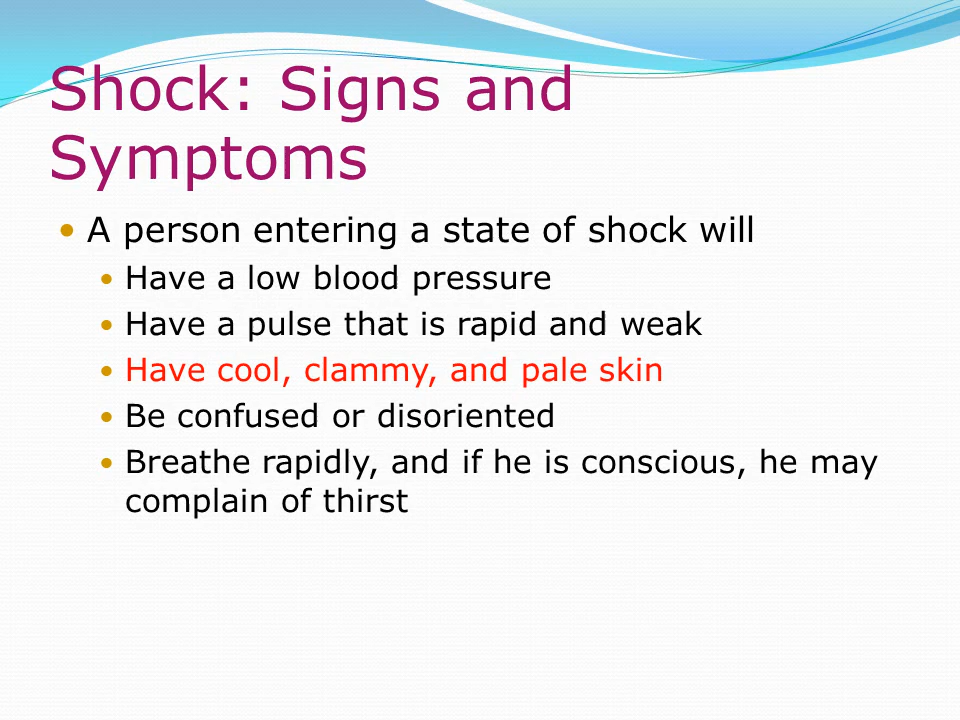 Shock: Signs and
Symptoms
A person entering a state of shock will
Have a low blood pressure
Have a pulse that is rapid and weak
Have cool, clammy, and pale skin
Be confused or disoriented
Breathe rapidly, and if he is conscious, he may
complain of thirst